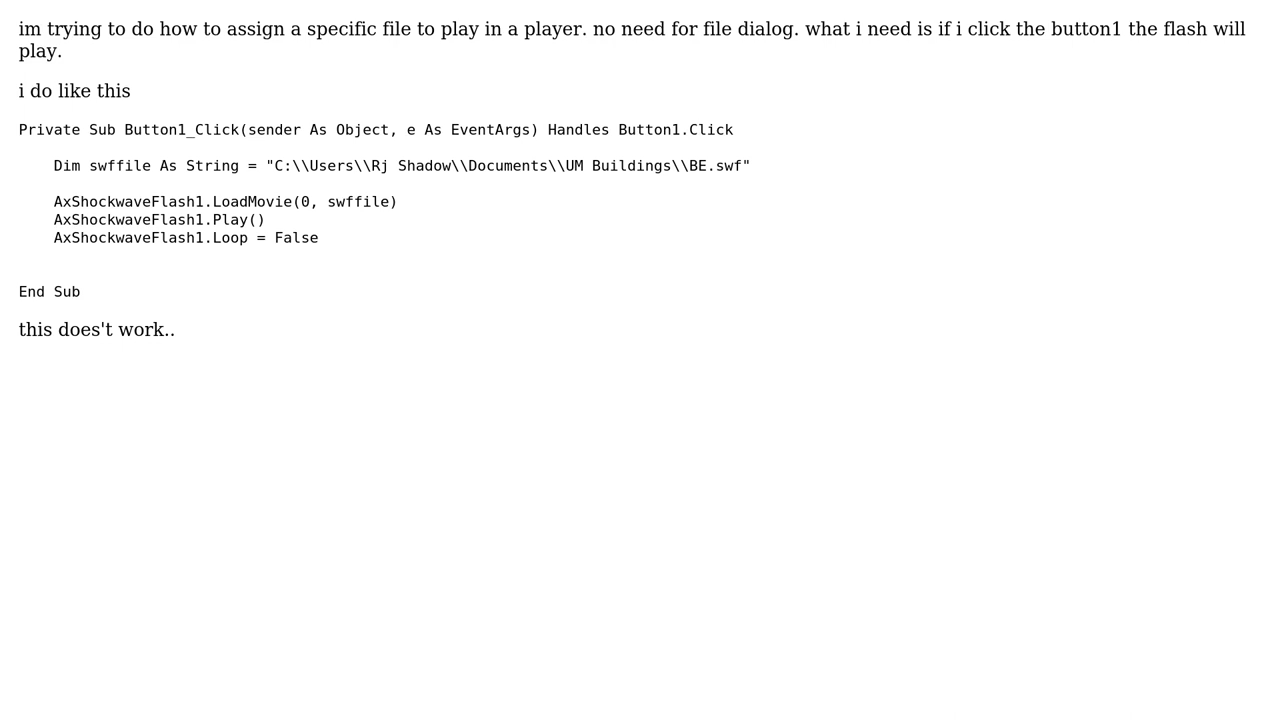 im trying to do how to assign a specific file to play in a player. no need for file dialog. what i need is if i click the button1 the flash will
play.
i do like this
Private Sub Button1_Click(sender As Object, e As EventArgs) Handles Button1.Click
Dim swffile As String = "C:\\Users\\Rj Shadow\\Documents\\UM Buildings\\BE.swf"
AxShockwaveFlash1.LoadMovie(0, swffile)
AxShockwaveFlash1.Play()
AxShockwaveFlash1.Loop = False
End Sub
this does't work..